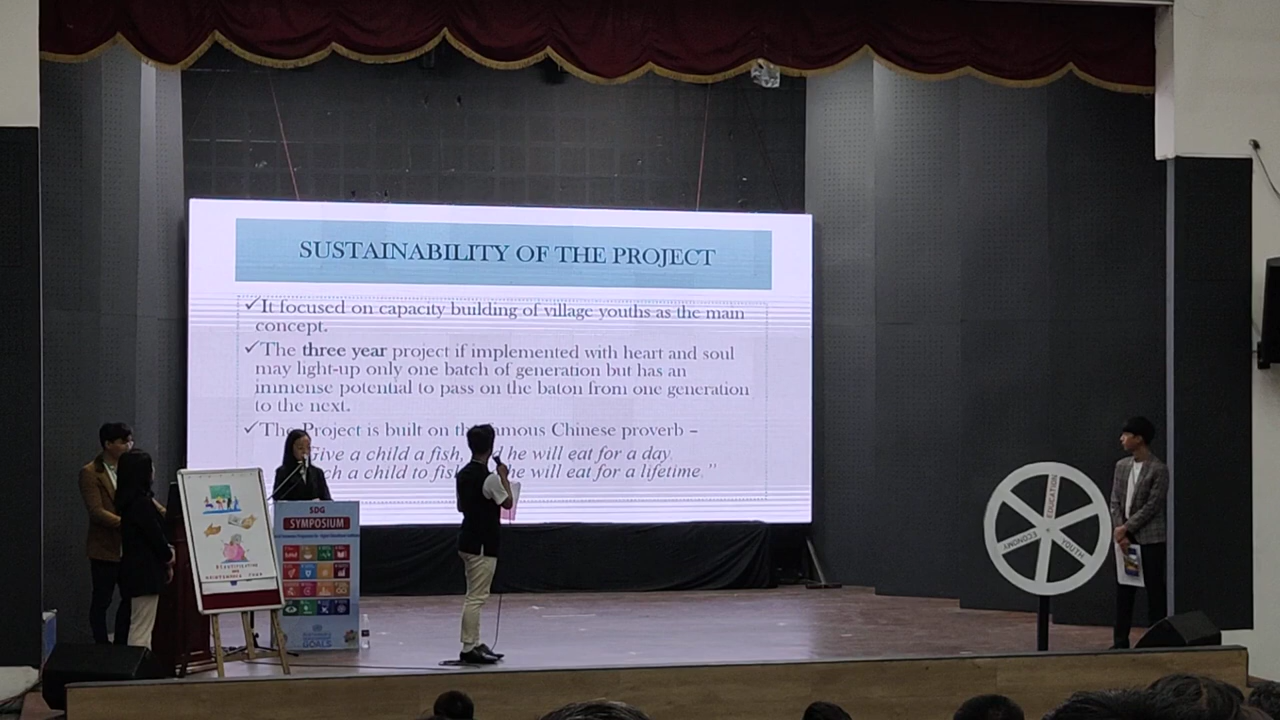 SUSTAINABILITY OF THE PROJECT
✓It focused on capacity building of village youths as the main
concept.
✓The three year project if implemented with heart and soul
may light-up only one batch of generation but has an
immense potential to pass on the baton from one generation
to the next.
✓The Project is built on famous Chinese proverb –
Give a child a fish, he will eat for a day
child to fish he will eat for a lifetime,”
SDG
SYMPOSIUM
GOALS
EDUCATION
ECONOMY
YOUTH